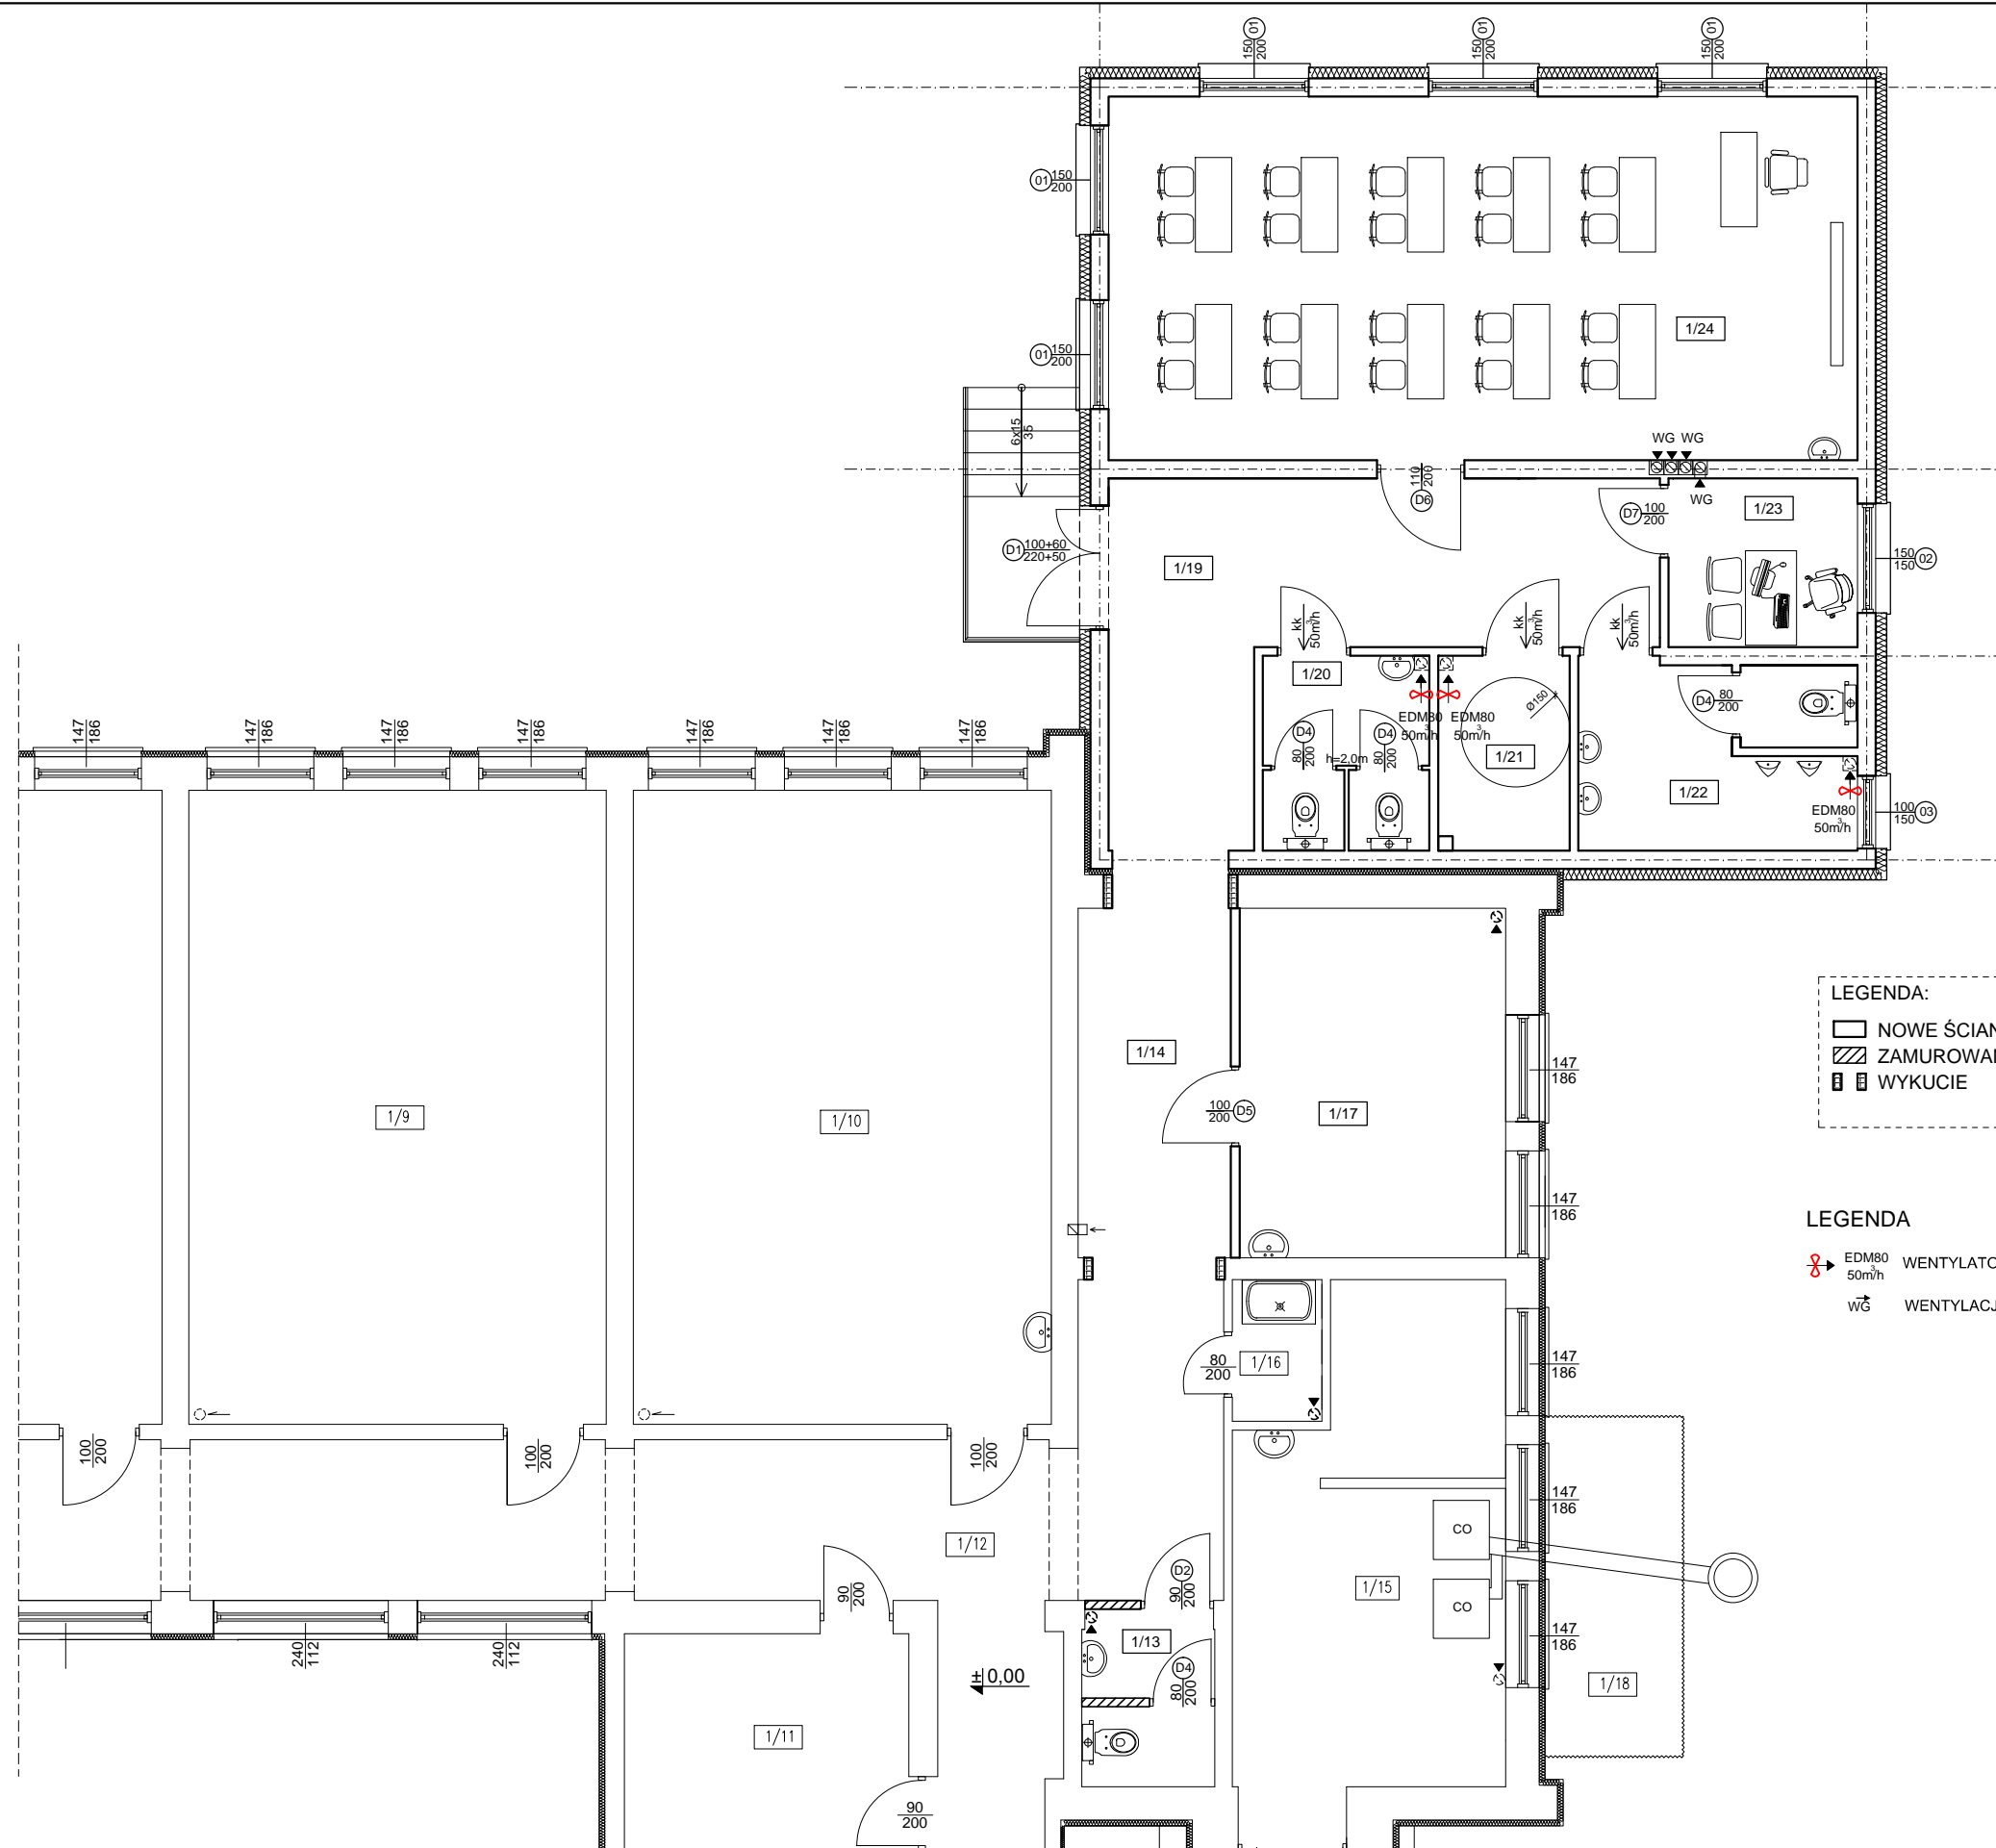 150 01
200
150 01
200
150 01
200
01 150
200
01 150
200
1/24
6x15
35
WG WG
WG
110
200
D6
D7 100
200
1/23
D1 100+60
220+50
1/19
150 02
150
kk
50m³/h
kk
50m³/h
kk
50m³/h
1/20
EDM80
50m³/h
EDM80
50m³/h
Ø150
D4 80
200
D4
80
200
h=2,0m
D4
80
200
1/21
1/22
EDM80
50m³/h
100 03
150
147
186
147
186
147
186
147
186
147
186
147
186
147
186
LEGENDA:
NOWE ŚCIAN
ZAMUROWAN
WYKUCIE
1/14
147
186
1/9
1/10
100
200 D5
1/17
147
186
LEGENDA
EDM80
50m³/h
WENTYLATO
WG
WENTYLACJ
80
200
1/16
147
186
100
200
100
200
100
200
147
186
1/12
CO
D2
90
200
90
200
1/15
CO
240
112
240
112
1/13
147
186
D4
80
200
±0,00
1/18
1/11
90
200